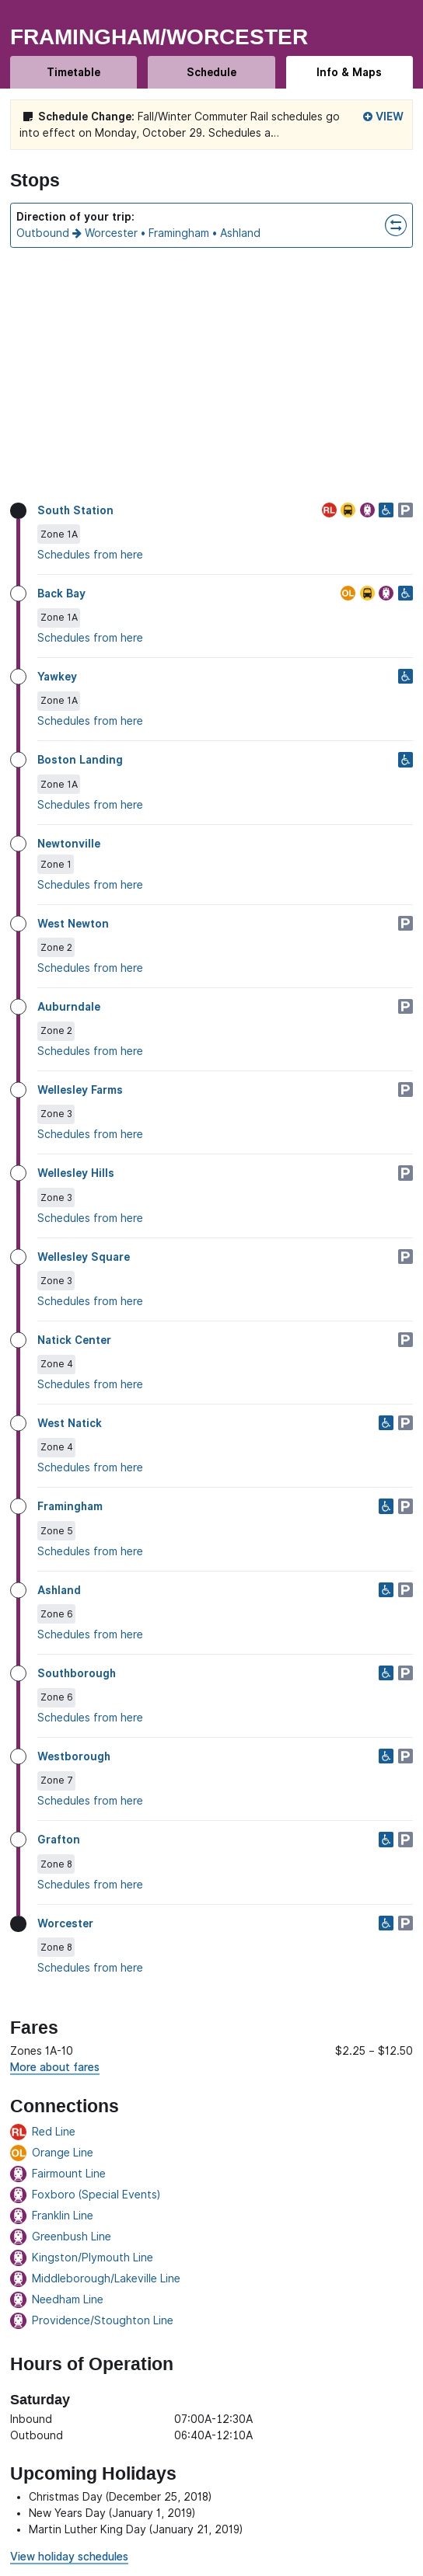 FRAMINGHAM/WORCESTER
Timetable
Schedule
Info & Maps
Schedule Change: Fall/Winter Commuter Rail schedules go
into effect on Monday, October 29. Schedules a...
VIEW
Stops
Direction of your trip:
Outbound → Worcester • Framingham • Ashland
South Station
RL
P
Zone 1A
Schedules from here
Back Bay
OL
Zone 1A
Schedules from here
Yawkey
Zone 1A
Schedules from here
Boston Landing
Zone 1A
Schedules from here
Newtonville
Zone 1
Schedules from here
West Newton
P
Zone 2
Schedules from here
Auburndale
P
Zone 2
Schedules from here
Wellesley Farms
P
Zone 3
Schedules from here
Wellesley Hills
P
Zone 3
Schedules from here
Wellesley Square
P
Zone 3
Schedules from here
Natick Center
P
Zone 4
Schedules from here
West Natick
P
Zone 4
Schedules from here
Framingham
P
Zone 5
Schedules from here
Ashland
P
Zone 6
Schedules from here
Southborough
P
Zone 6
Schedules from here
Westborough
P
Zone 7
Schedules from here
Grafton
P
Zone 8
Schedules from here
Worcester
P
Zone 8
Schedules from here
Fares
Zones 1A-10 $2.25 – $12.50
More about fares
Connections
RL Red Line
OL Orange Line
Fairmount Line
Foxboro (Special Events)
Franklin Line
Greenbush Line
Kingston/Plymouth Line
Middleborough/Lakeville Line
Needham Line
Providence/Stoughton Line
Hours of Operation
Saturday
Inbound 07:00A-12:30A
Outbound 06:40A-12:10A
Upcoming Holidays
• Christmas Day (December 25, 2018)
• New Years Day (January 1, 2019)
• Martin Luther King Day (January 21, 2019)
View holiday schedules